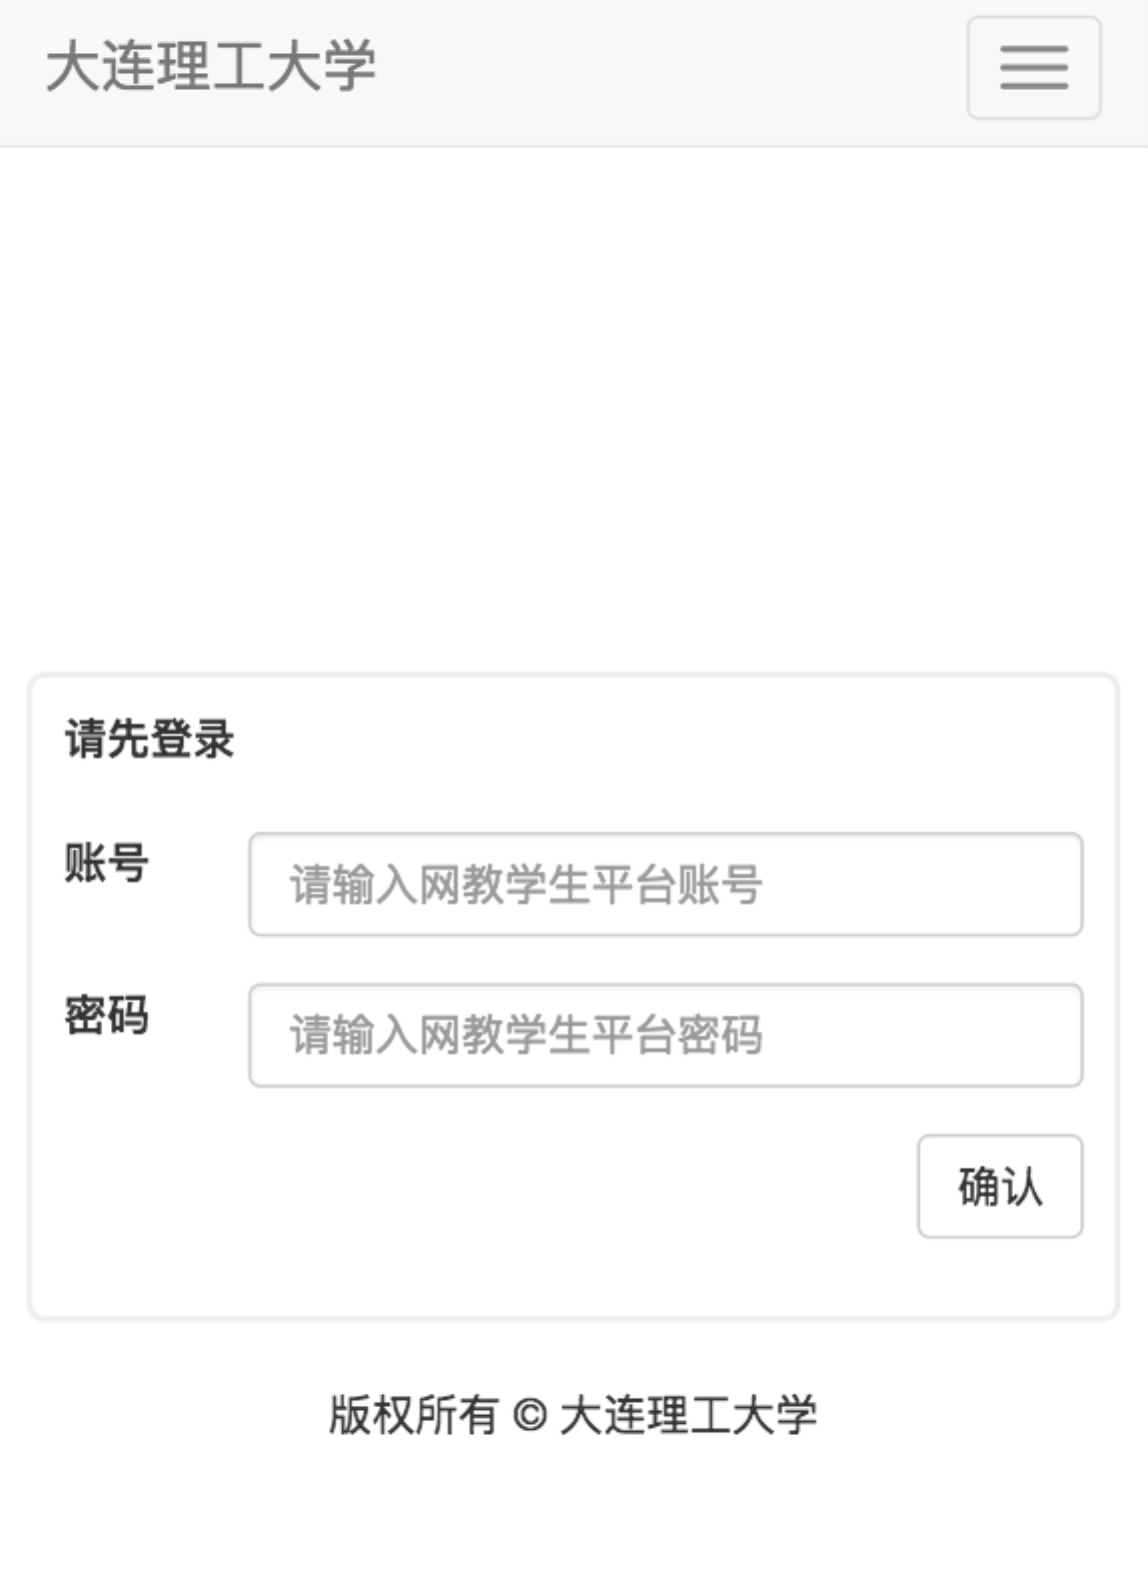 大连理工大学
请先登录
账号
请输入网教学生平台账号
密码
请输入网教学生平台密码
确认
版权所有 © 大连理工大学